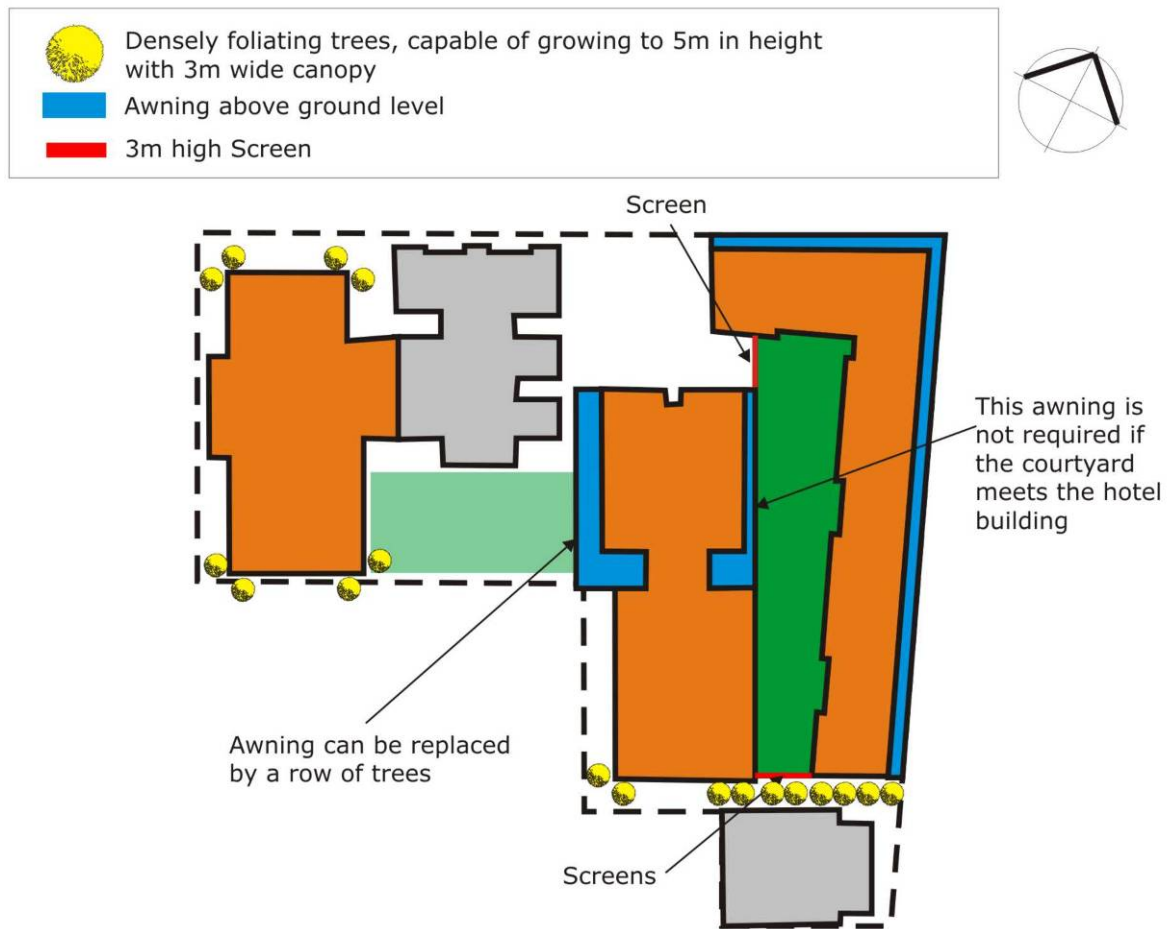 Densely foliating trees, capable of growing to 5m in height
with 3m wide canopy
Awning above ground level
3m high Screen
Screen
This awning is
not required if
the courtyard
meets the hotel
building
Awning can be replaced
by a row of trees
Screens